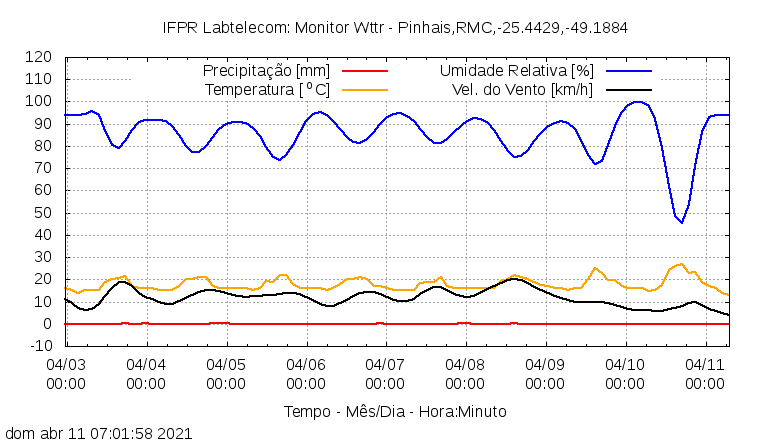 IFPR Labtelecom: Monitor Wttr - Pinhais,RMC,-25.4429,-49.1884
120
110
100
90
80
70
60
50
40
30
20
10
0
-10
Precipitação [mm]
Temperatura [⁰C]
Umidade Relativa [%]
Vel. do Vento [km/h]
04/03 04/04 04/05 04/06 04/07 04/08 04/09 04/10 04/11
00:00 00:00 00:00 00:00 00:00 00:00 00:00 00:00 00:00
Tempo - Mês/Dia - Hora:Minuto
dom abr 11 07:01:58 2021